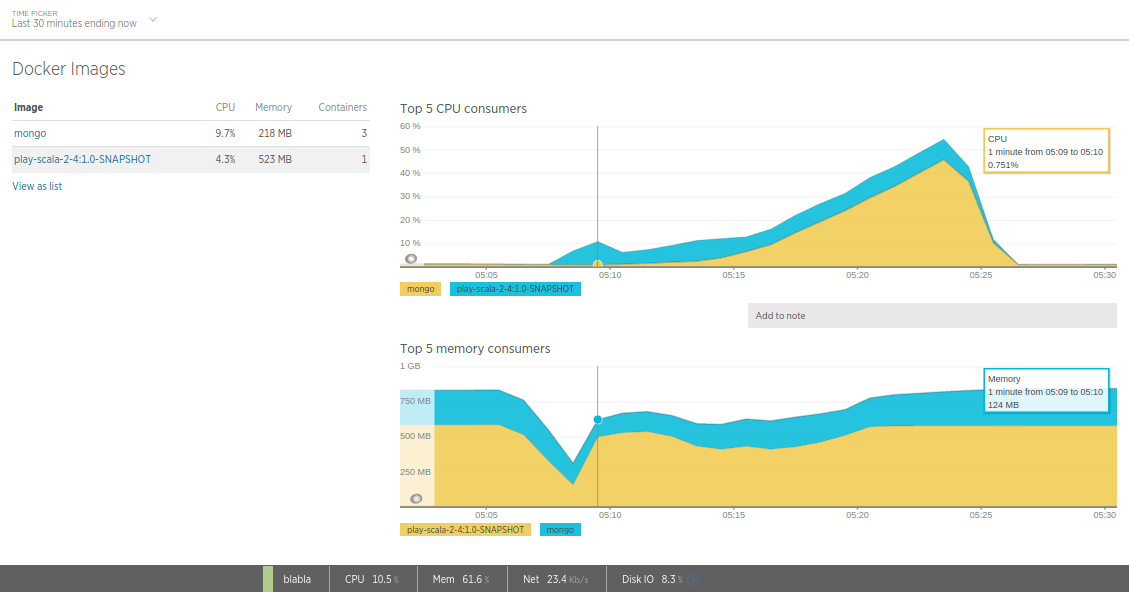 TIME PICKER
Last 30 minutes ending now
Docker Images
Image CPU Memory Containers
mongo 9.7% 218 MB 3
play-scala-2-4:1.0-SNAPSHOT 4.3% 523 MB 1
View as list
Top 5 CPU consumers
60 %
50 %
40 %
30 %
20 %
10 %
CPU
1 minute from 05:09 to 05:10
0.751%
05:05 05:10 05:15 05:20 05:25 05:30
mongo play-scala-2-4:1.0-SNAPSHOT
Add to note
Top 5 memory consumers
1 GB
750 MB
500 MB
250 MB
Memory
1 minute from 05:09 to 05:10
124 MB
05:05 05:10 05:15 05:20 05:25 05:30
play-scala-2-4:1.0-SNAPSHOT mongo
blabla CPU 10.5 % Mem 61.6 % Net 23.4 Kb/s Disk IO 8.3 %